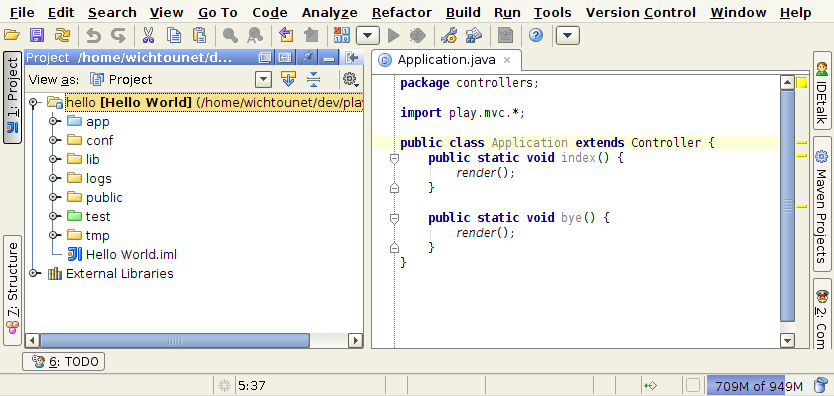 File Edit Search View Go To Code Analyze Refactor Build Run Tools Version Control Window Help
Project /home/wichtounet/d...
View as: Project
hello [Hello World] (/home/wichtounet/dev/pla
app
conf
lib
logs
public
test
tmp
Hello World.iml
External Libraries
1: Project
7: Structure
Application.java
package controllers;
import play.mvc.*;
public class Application extends Controller {
public static void index() {
render();
}
public static void bye() {
render();
}
}
IDEtalk
Maven Projects
2: Com
6: TODO
5:37
709M of 949M